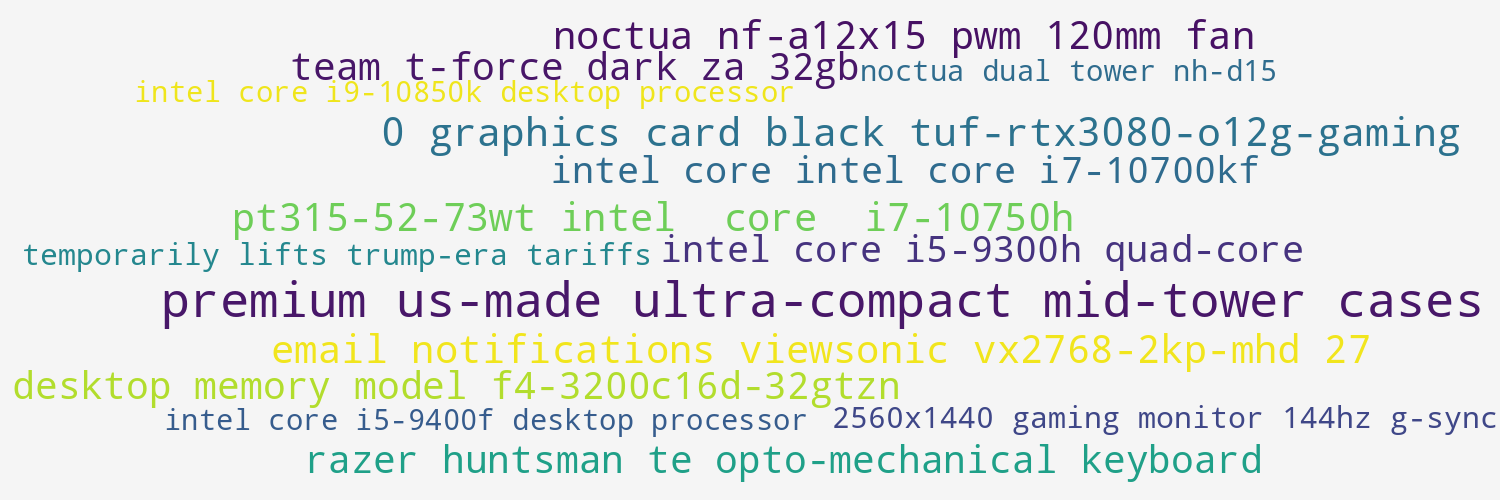 noctua nf-a12x15 pwm 120mm fan
team t-force dark za 32gb
noctua dual tower nh-d15
intel core i9-10850k desktop processor
0 graphics card black tuf-rtx3080-o12g-gaming
intel core intel core i7-10700kf
pt315-52-73wt intel core i7-10750h
temporarily lifts trump-era tariffs
intel core i5-9300h quad-core
premium us-made ultra-compact mid-tower cases
email notifications viewsonic vx2768-2kp-mhd 27
desktop memory model f4-3200c16d-32gtzn
intel core i5-9400f desktop processor
2560x1440 gaming monitor 144hz g-sync
razer huntsman te opto-mechanical keyboard